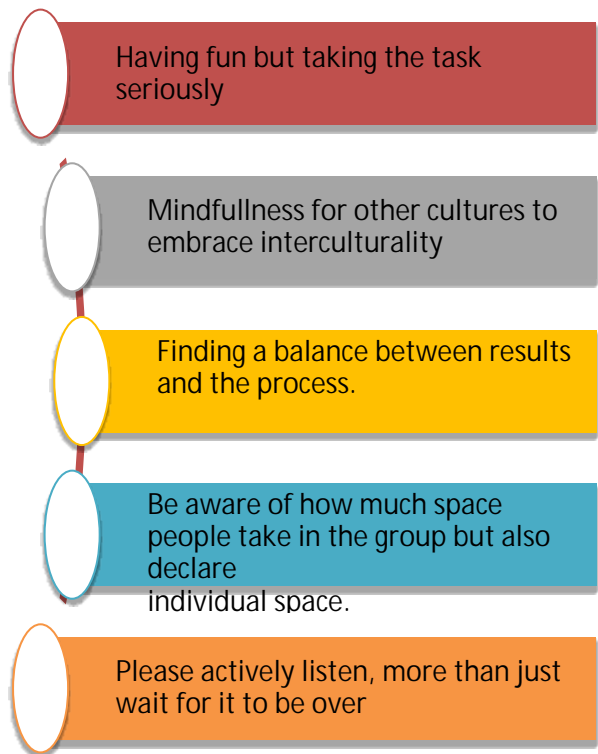 Having fun but taking the task
seriously
Mindfullness for other cultures to
embrace interculturality
Finding a balance between results
and the process.
Be aware of how much space
people take in the group but also
declare
individual space.
Please actively listen, more than just
wait for it to be over